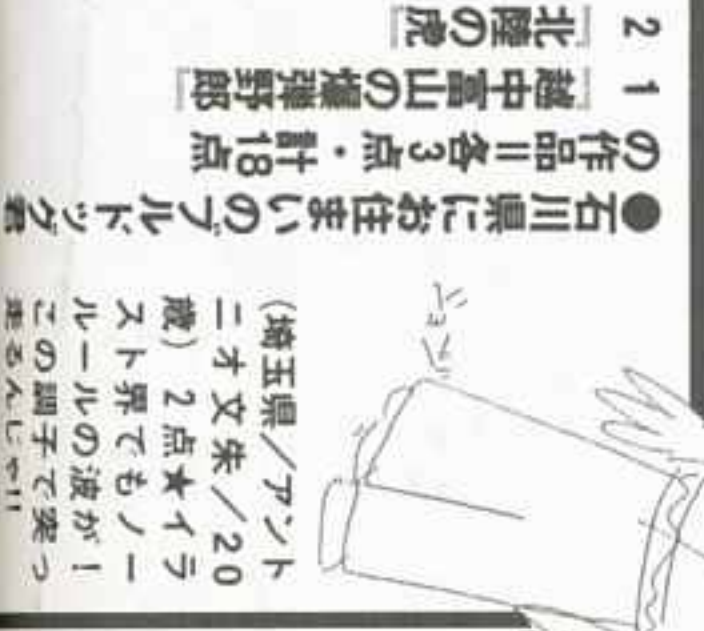 ●石川県にお住まいのブルドッグ君
の作品=各3点・計18点
1『越中富山の爆弾野郎』
2『北陸の虎』
(埼玉県/アント
ニオ文朱/20
歳) 2点★イラ
スト界でもノー
ルールの波が!
この調子で突っ
走るんじゃ!!